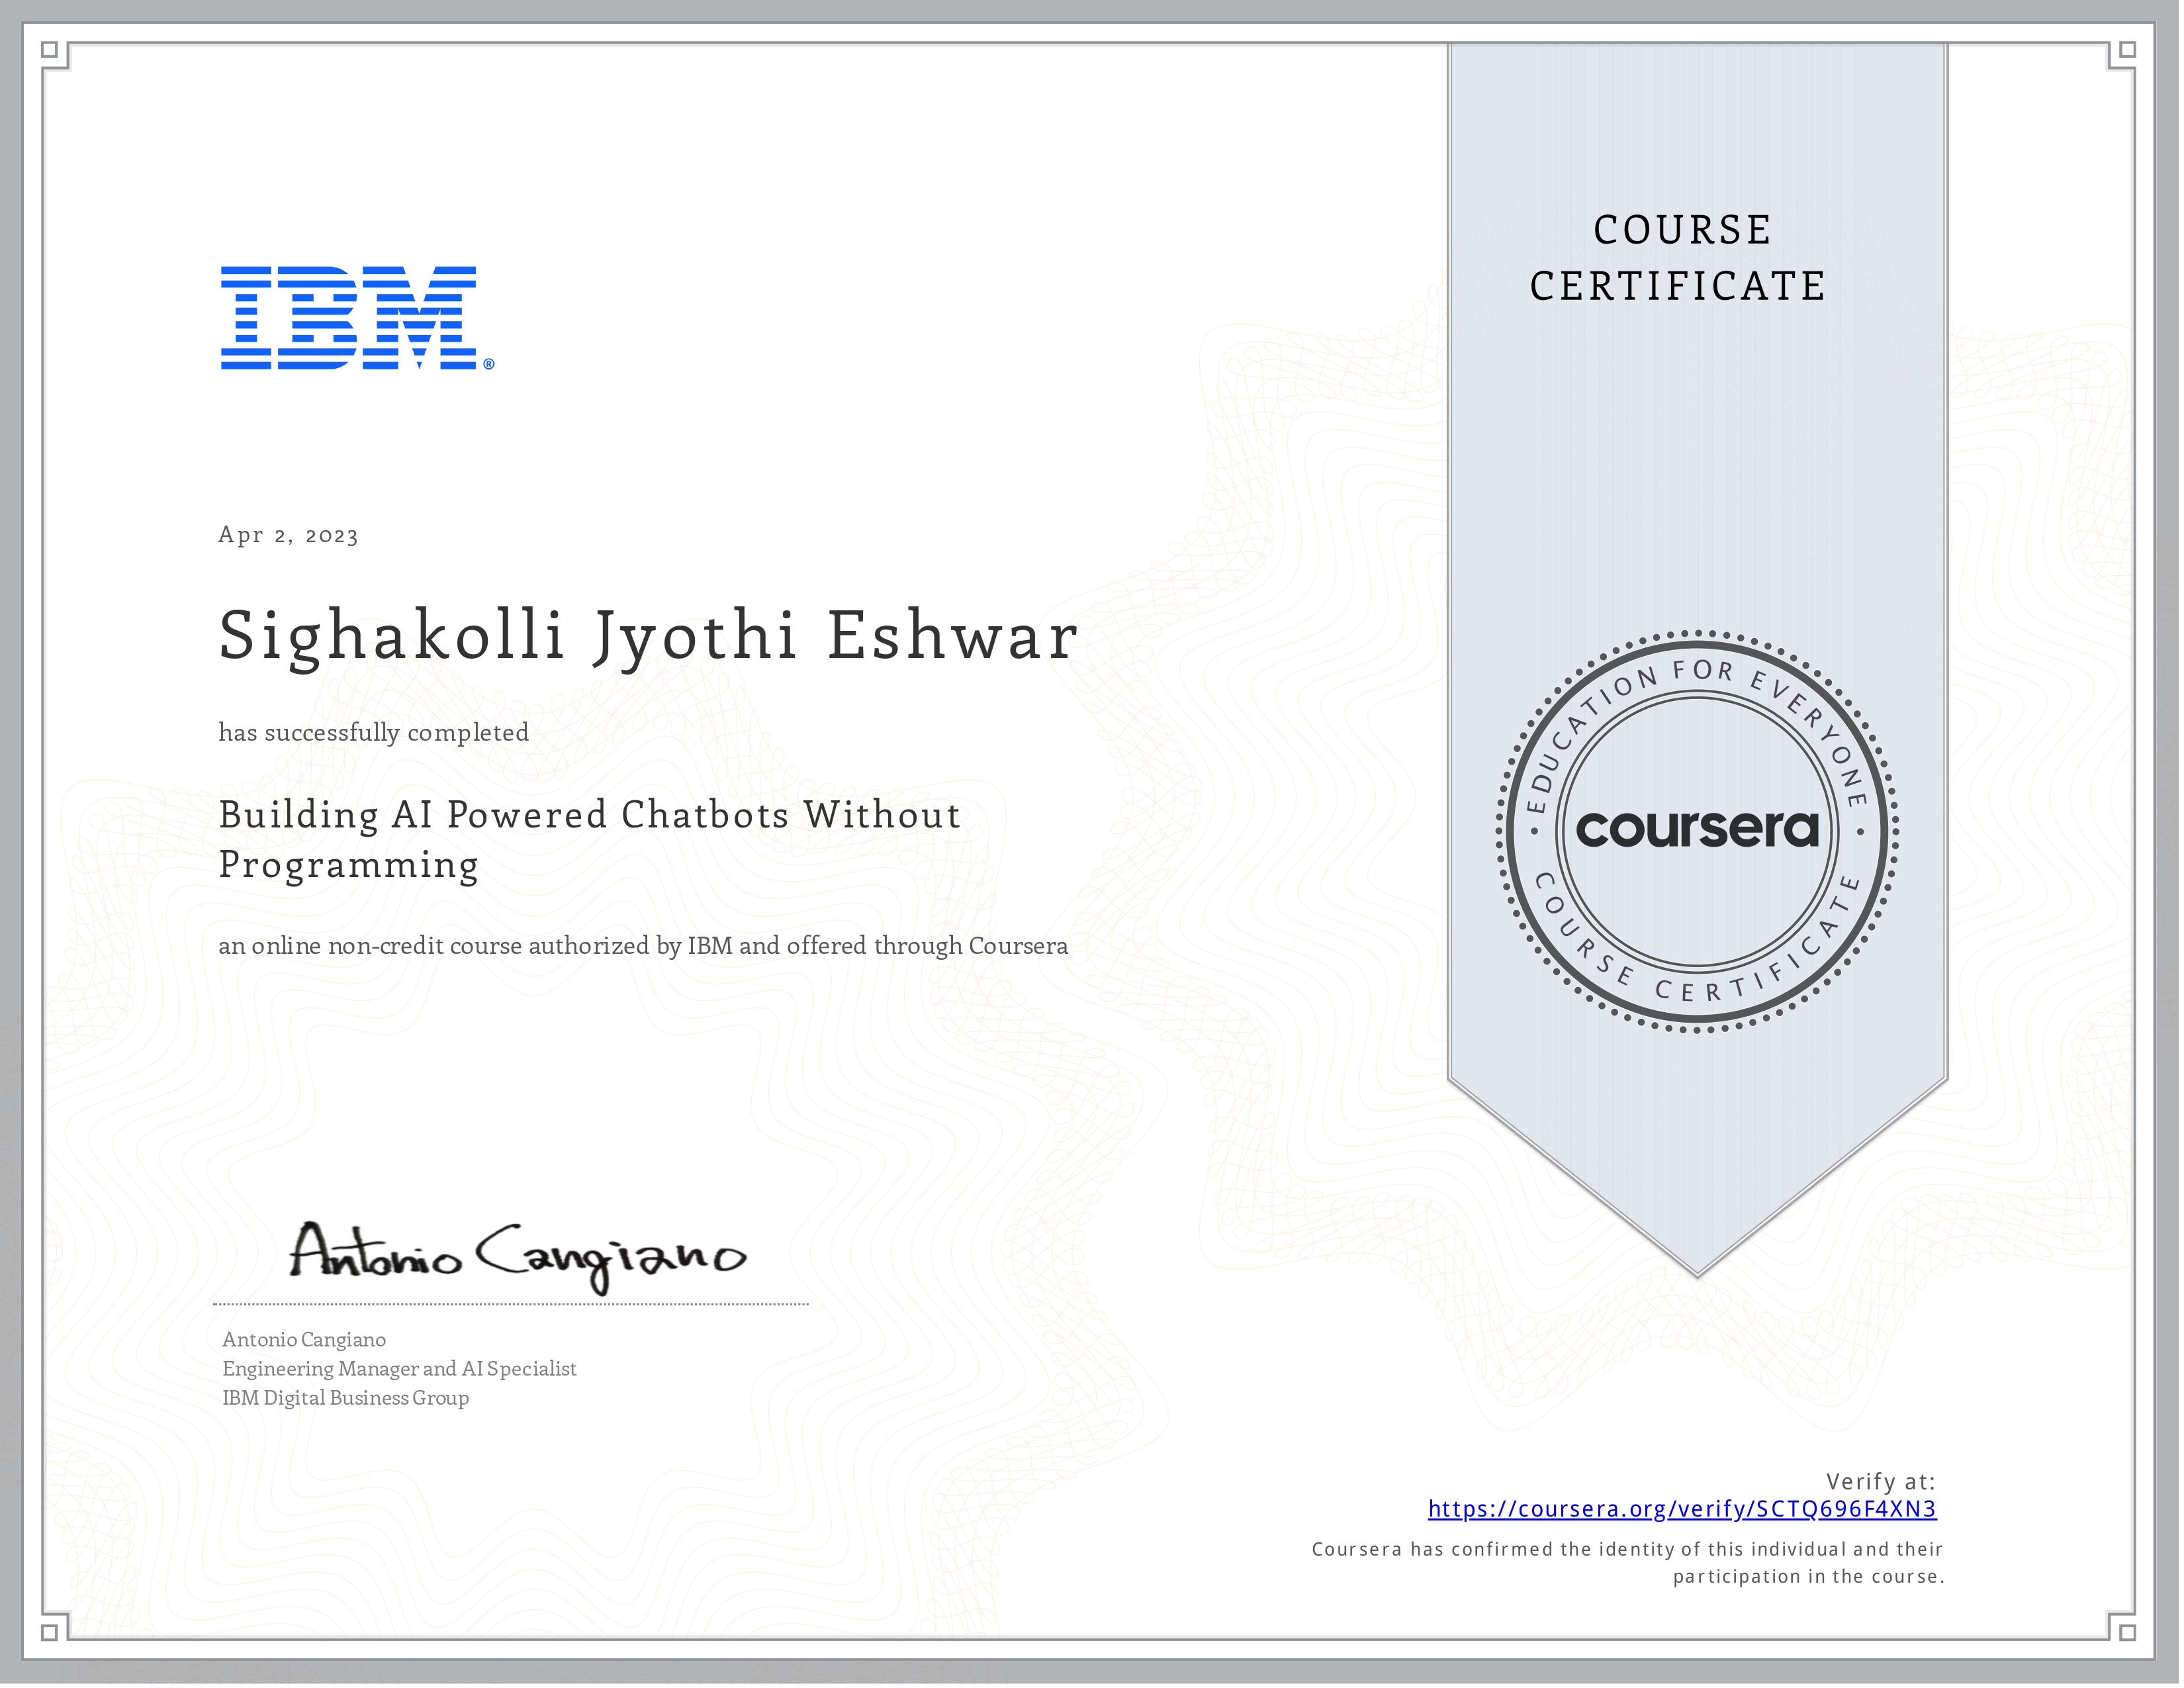 IBM®
COURSE
CERTIFICATE
Apr 2, 2023
Sighakolli Jyothi Eshwar
has successfully completed
Building AI Powered Chatbots Without
Programming
an online non-credit course authorized by IBM and offered through Coursera
EDUCATION FOR EVERYONE
coursera
COURSE CERTIFICATE
Antonio Cangiano
Antonio Cangiano
Engineering Manager and AI Specialist
IBM Digital Business Group
Verify at:
https://coursera.org/verify/SCTQ696F4XN3
Coursera has confirmed the identity of this individual and their
participation in the course.